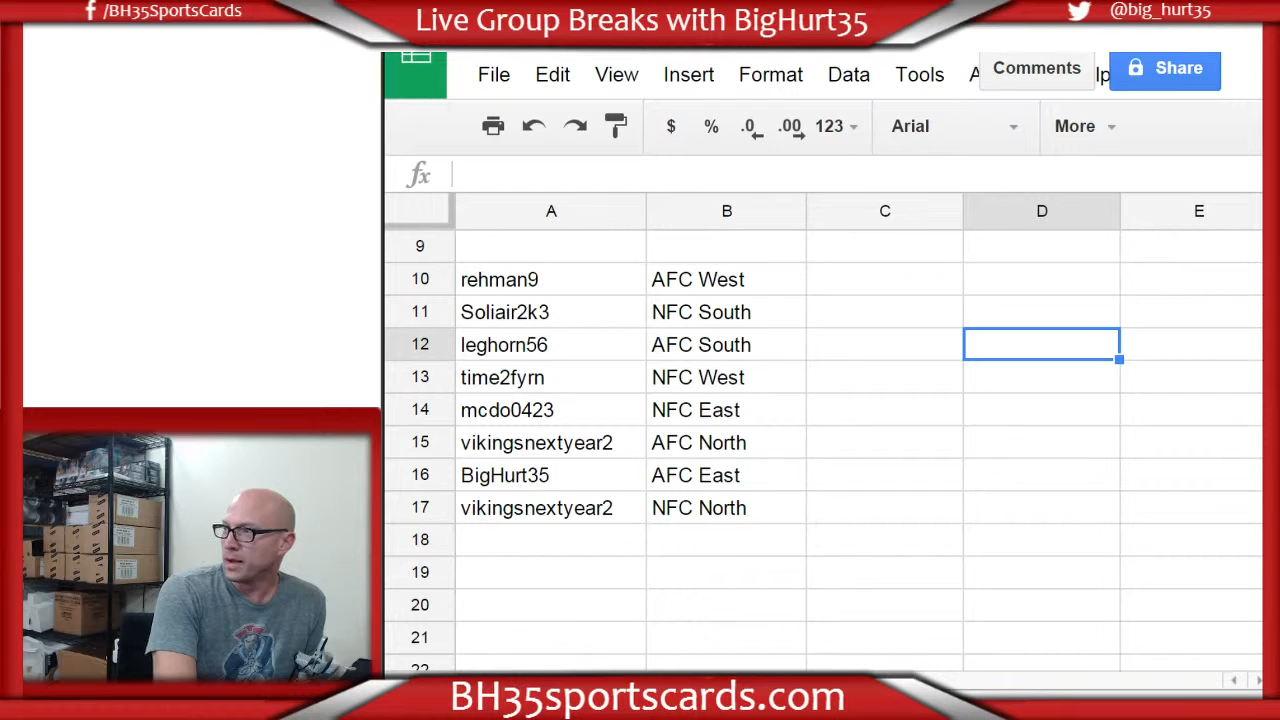 Live Group Breaks with BigHurt35
/BH35SportsCards
@big_hurt35
File Edit View Insert Format Data Tools
Comments
Share
$ % .0 .00 123 Arial More
fx
A B C D E
9
10 rehman9 AFC West
11 Soliair2k3 NFC South
12 leghorn56 AFC South
13 time2fyrn NFC West
14 mcdo0423 NFC East
15 vikingsnextyear2 AFC North
16 BigHurt35 AFC East
17 vikingsnextyear2 NFC North
18
19
20
21
22
BH35sportscards.com